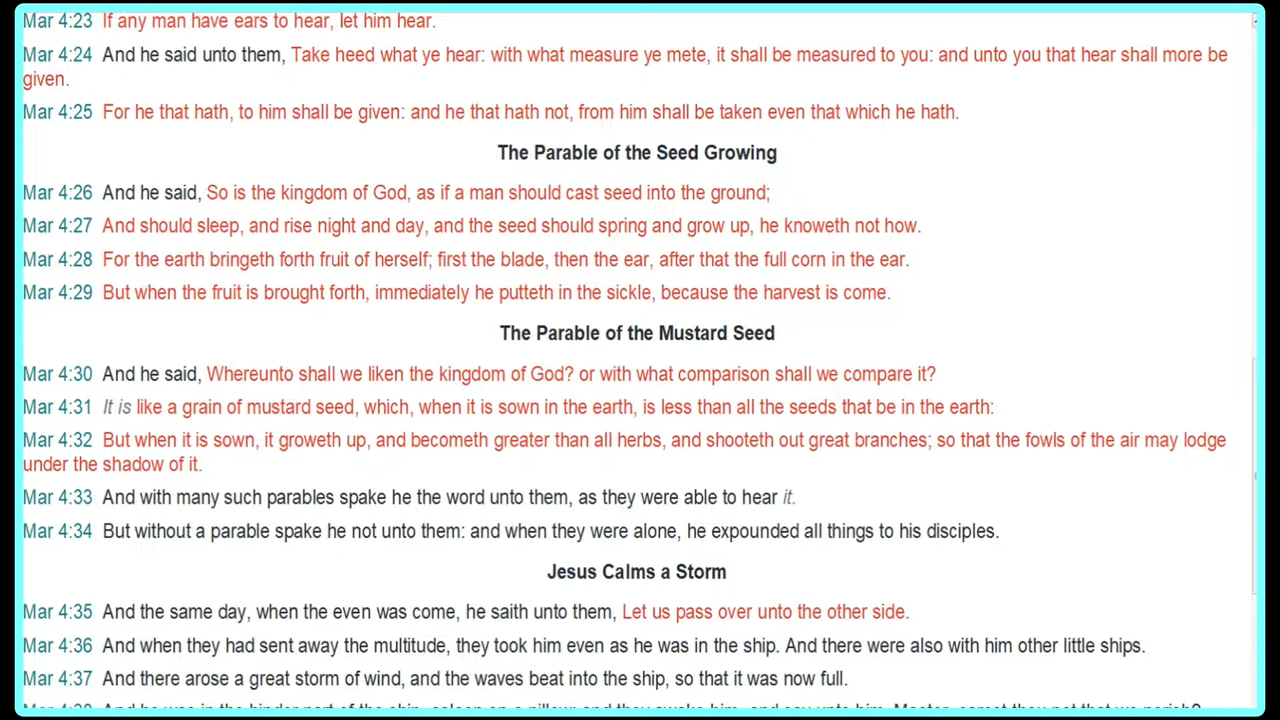 Mar 4:23 If any man have ears to hear, let him hear.
Mar 4:24 And he said unto them, Take heed what ye hear: with what measure ye mete, it shall be measured to you: and unto you that hear shall more be
given.
Mar 4:25 For he that hath, to him shall be given: and he that hath not, from him shall be taken even that which he hath.
The Parable of the Seed Growing
Mar 4:26 And he said, So is the kingdom of God, as if a man should cast seed into the ground;
Mar 4:27 And should sleep, and rise night and day, and the seed should spring and grow up, he knoweth not how.
Mar 4:28 For the earth bringeth forth fruit of herself; first the blade, then the ear, after that the full corn in the ear.
Mar 4:29 But when the fruit is brought forth, immediately he putteth in the sickle, because the harvest is come.
The Parable of the Mustard Seed
Mar 4:30 And he said, Whereunto shall we liken the kingdom of God? or with what comparison shall we compare it?
Mar 4:31 It is like a grain of mustard seed, which, when it is sown in the earth, is less than all the seeds that be in the earth:
Mar 4:32 But when it is sown, it groweth up, and becometh greater than all herbs, and shooteth out great branches; so that the fowls of the air may lodge
under the shadow of it.
Mar 4:33 And with many such parables spake he the word unto them, as they were able to hear it.
Mar 4:34 But without a parable spake he not unto them: and when they were alone, he expounded all things to his disciples.
Jesus Calms a Storm
Mar 4:35 And the same day, when the even was come, he saith unto them, Let us pass over unto the other side.
Mar 4:36 And when they had sent away the multitude, they took him even as he was in the ship. And there were also with him other little ships.
Mar 4:37 And there arose a great storm of wind, and the waves beat into the ship, so that it was now full.